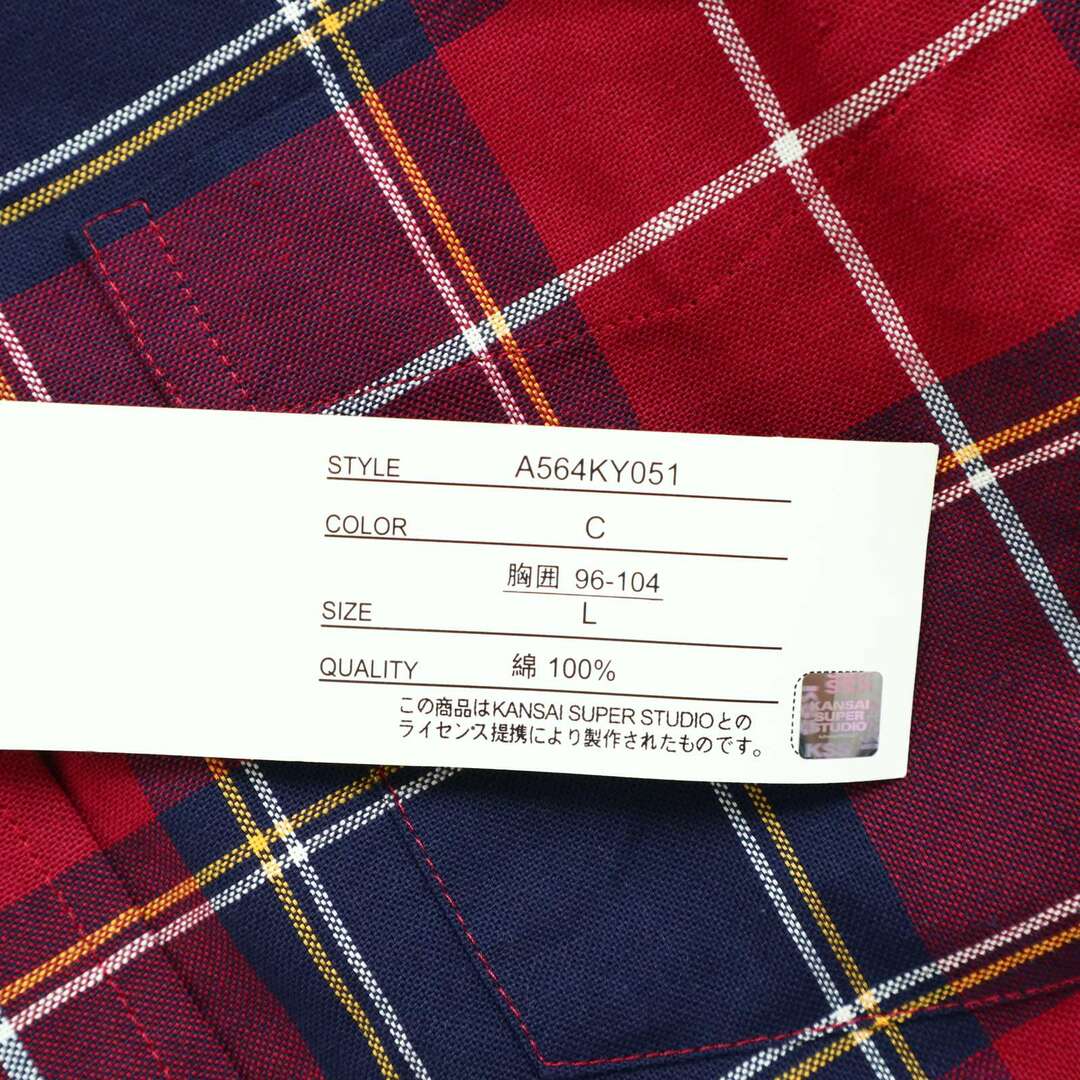 STYLE A564KY051
COLOR C
胸囲 96-104
SIZE L
QUALITY 綿 100%
この商品はKANSAI SUPER STUDIOとの
ライセンス提携により製作されたものです。
KANSAI
SUPER
STUDIO